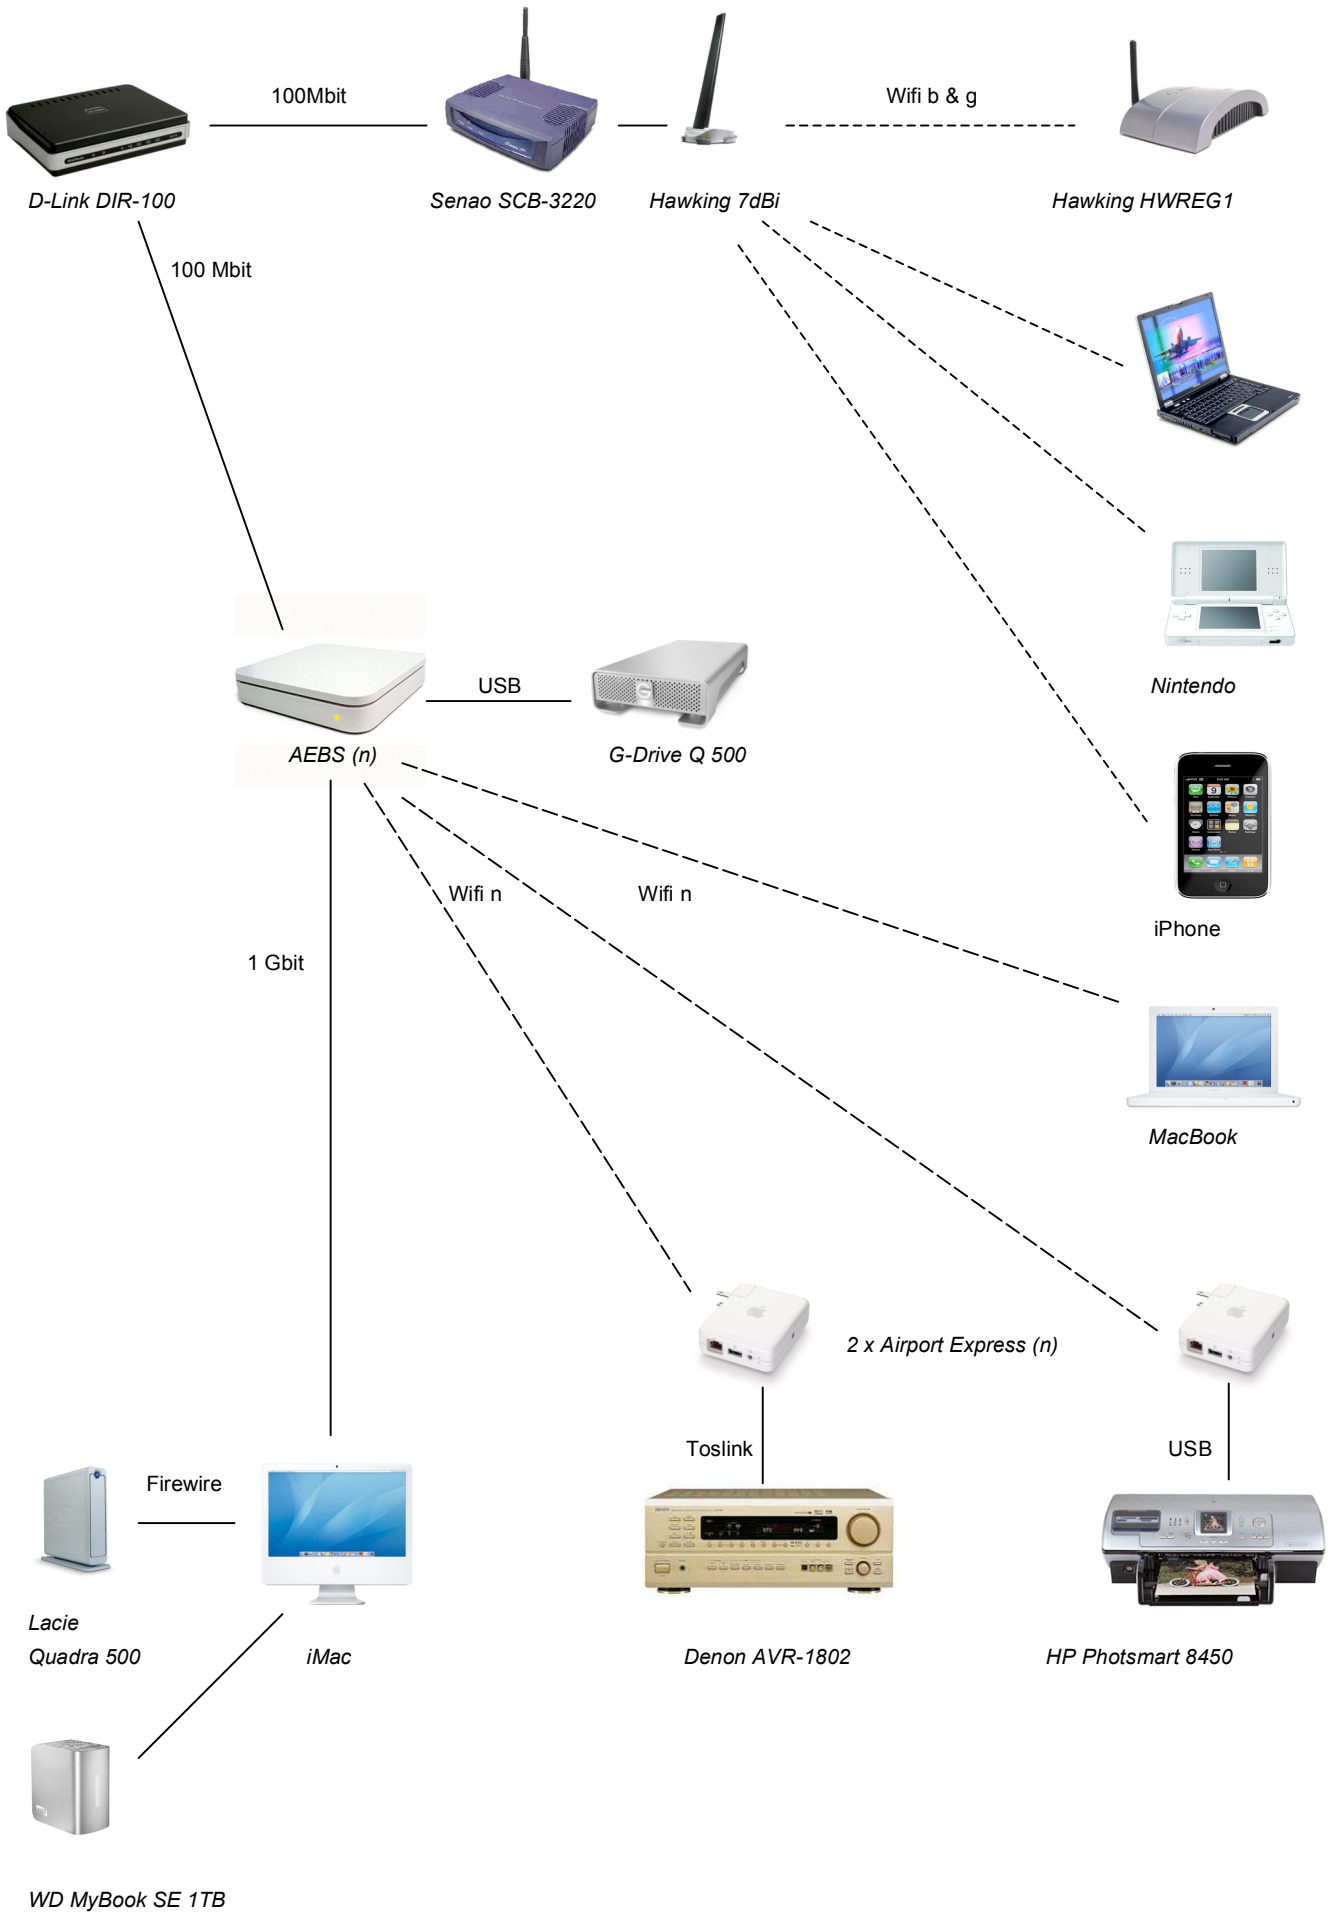 100Mbit
Wifi b & g
D-Link DIR-100
Senao SCB-3220
Hawking 7dBi
Hawking HWREG1
100 Mbit
USB
Nintendo
AEBS (n)
G-Drive Q 500
Wifi n
Wifi n
iPhone
1 Gbit
MacBook
2 x Airport Express (n)
Toslink
USB
Firewire
Lacie
Quadra 500
iMac
Denon AVR-1802
HP Photsmart 8450
WD MyBook SE 1TB